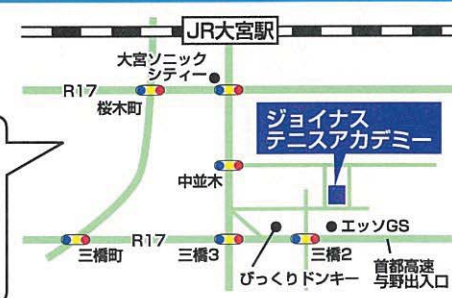 JR大宮駅
大宮ソニック
シティー
R17
桜木町
ジョイナス
テニスアカデミー
中並木
エッソGS
三橋町
R17
三橋3
びっくりドンキー
三橋2
首都高速
与野出入口